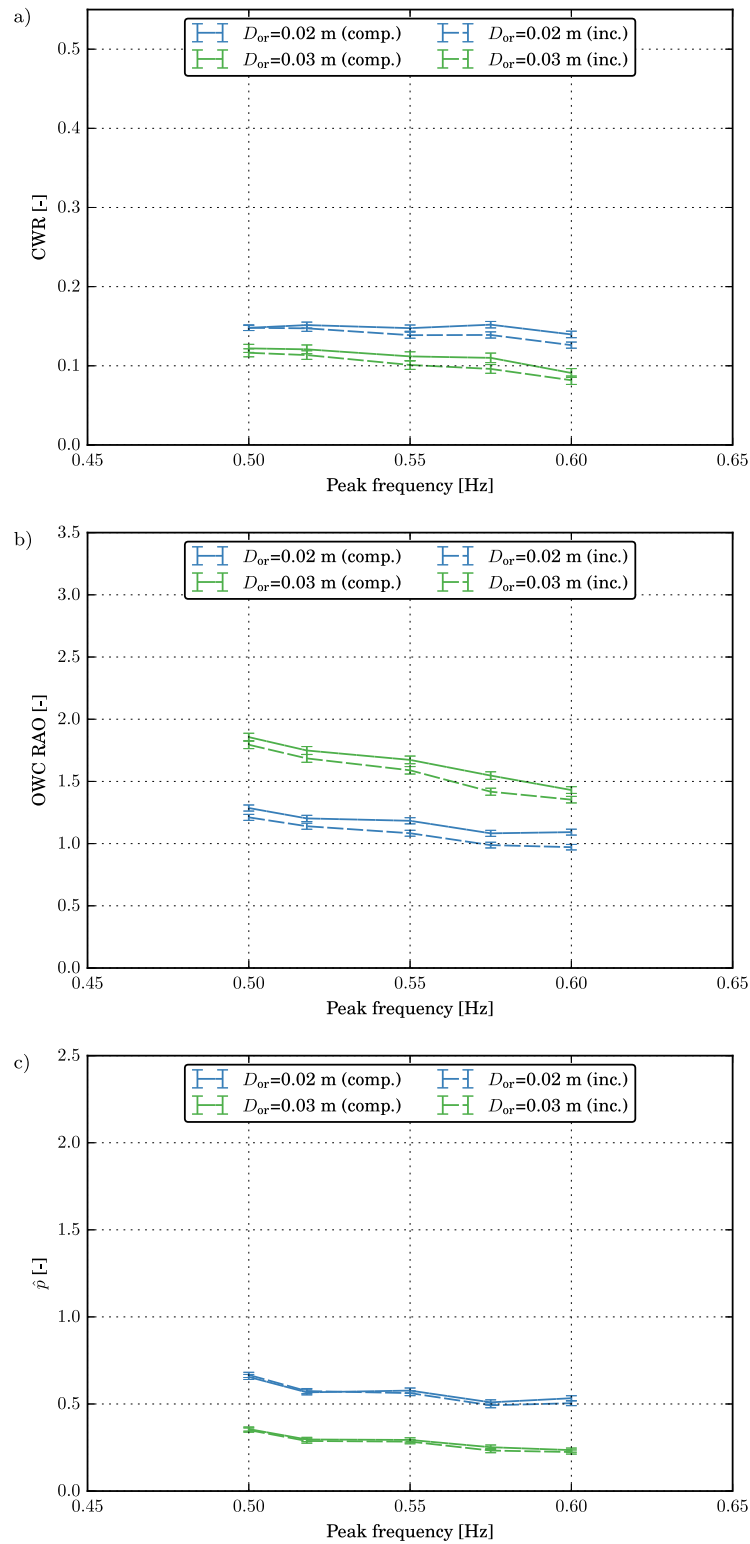 a)
0.5
0.4
0.3
0.2
0.1
0.0
CWR [-]
D_or=0.02 m (comp.) D_or=0.02 m (inc.)
D_or=0.03 m (comp.) D_or=0.03 m (inc.)
0.45 0.50 0.55 0.60 0.65
Peak frequency [Hz]
b)
3.5
3.0
2.5
2.0
1.5
1.0
0.5
0.0
OWC RAO [-]
D_or=0.02 m (comp.) D_or=0.02 m (inc.)
D_or=0.03 m (comp.) D_or=0.03 m (inc.)
0.45 0.50 0.55 0.60 0.65
Peak frequency [Hz]
c)
2.5
2.0
1.5
1.0
0.5
0.0
p̂ [-]
D_or=0.02 m (comp.) D_or=0.02 m (inc.)
D_or=0.03 m (comp.) D_or=0.03 m (inc.)
0.45 0.50 0.55 0.60 0.65
Peak frequency [Hz]